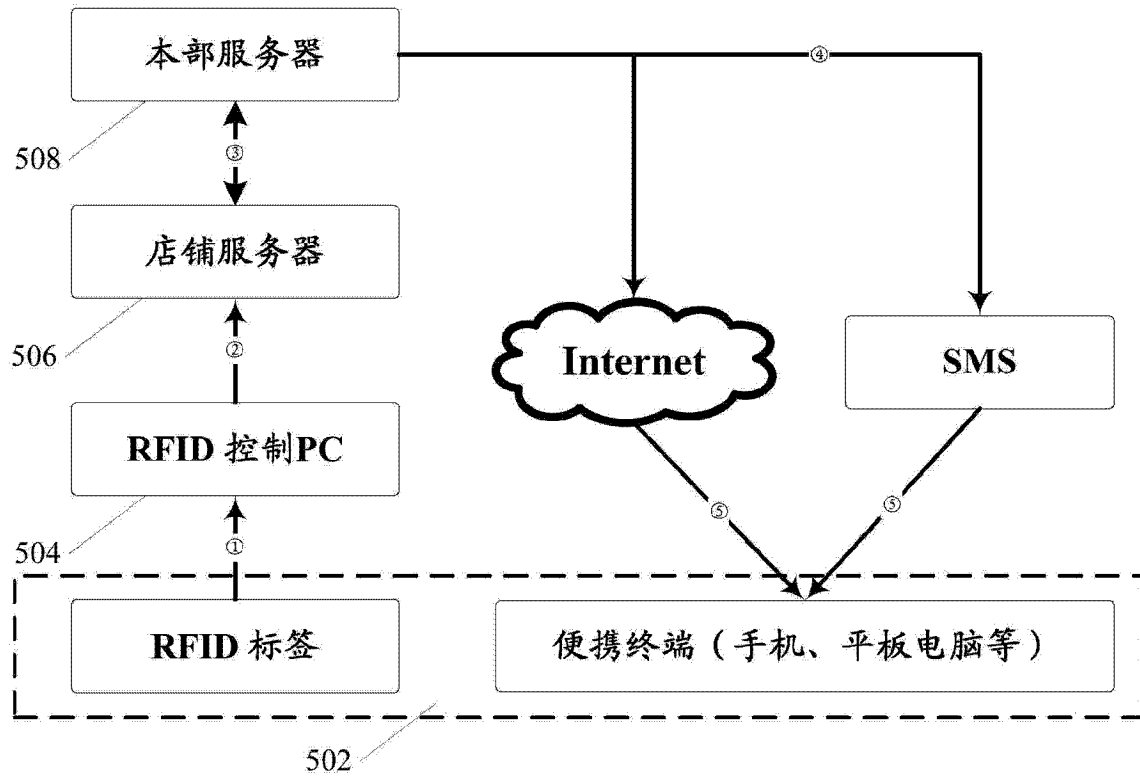 本部服务器
④
508
③
店铺服务器
506
②
Internet
SMS
RFID 控制PC
504
①
⑤
⑤
RFID 标签
便携终端（手机、平板电脑等）
502